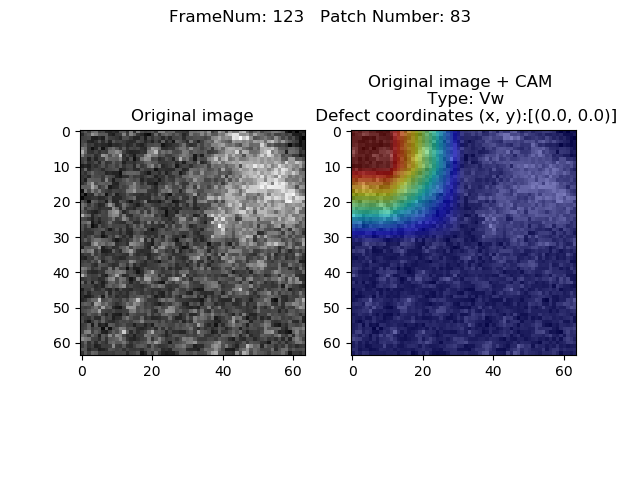 FrameNum: 123   Patch Number: 83
Original image
0
10
20
30
40
50
60
0 20 40 60
Original image + CAM
Type: Vw
Defect coordinates (x, y):[(0.0, 0.0)]
0
10
20
30
40
50
60
0 20 40 60